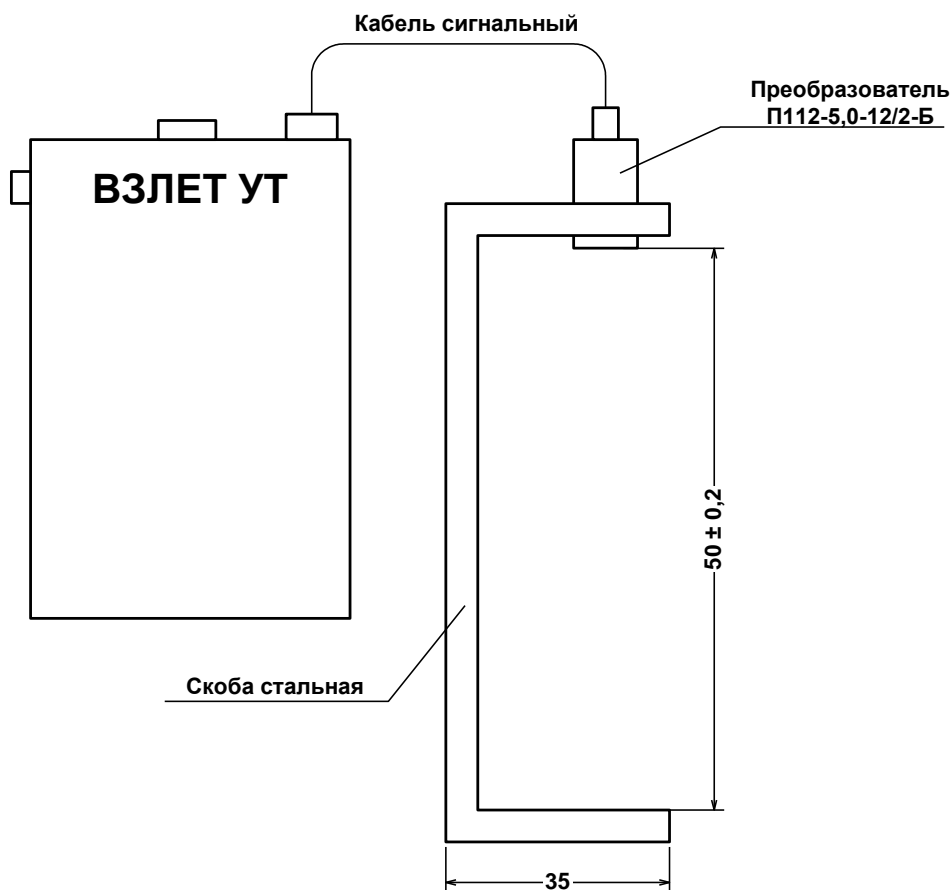 Кабель сигнальный
Преобразователь
П112-5,0-12/2-Б
ВЗЛЕТ УТ
50 ± 0,2
Скоба стальная
35